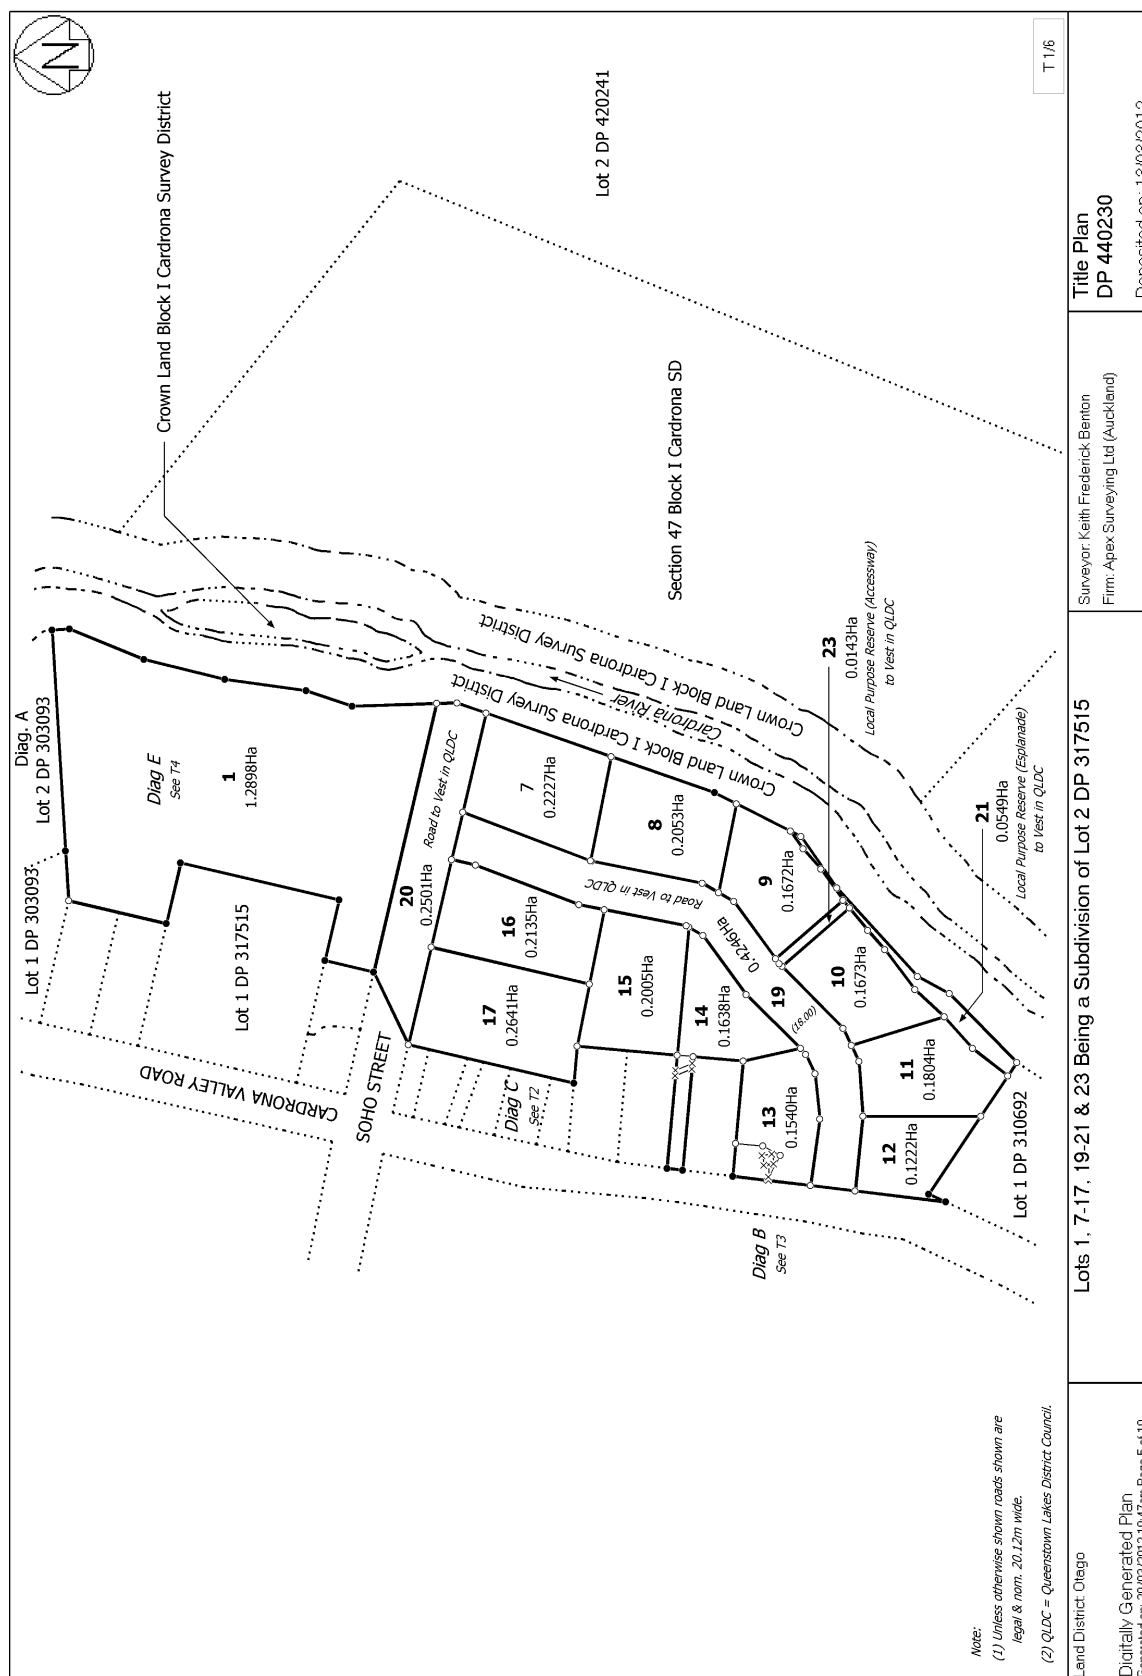 N
Diag. A
Lot 2 DP 303093
Lot 1 DP 303093
Crown Land Block I Cardrona Survey District
Lot 2 DP 420241
Diag E
See T4
1
1.2898Ha
Lot 1 DP 317515
CARDRONA VALLEY ROAD
SOHO STREET
20
0.2501Ha
Road to Vest in QLDC
Crown Land Block I Cardrona Survey District
Cardrona River
Crown Land Block I Cardrona Survey District
Section 47 Block I Cardrona SD
7
0.2227Ha
16
0.2135Ha
17
0.2641Ha
Diag C
See T2
8
0.2053Ha
Road to Vest in QLDC
15
0.2005Ha
14
0.1638Ha
9
0.1672Ha
0.4246Ha
19
(18.00)
23
0.0143Ha
Local Purpose Reserve (Accessway)
to Vest in QLDC
13
0.1540Ha
10
0.1673Ha
Diag B
See T3
11
0.1804Ha
12
0.1222Ha
21
0.0549Ha
Local Purpose Reserve (Esplanade)
to Vest in QLDC
Lot 1 DP 310692
Note:
(1) Unless otherwise shown roads shown are
legal & nom. 20.12m wide.
(2) QLDC = Queenstown Lakes District Council.
T 1/6
Land District: Otago
Digitally Generated Plan
Lots 1, 7-17, 19-21 & 23 Being a Subdivision of Lot 2 DP 317515
Surveyor: Keith Frederick Benton
Firm: Apex Surveying Ltd (Auckland)
Title Plan
DP 440230